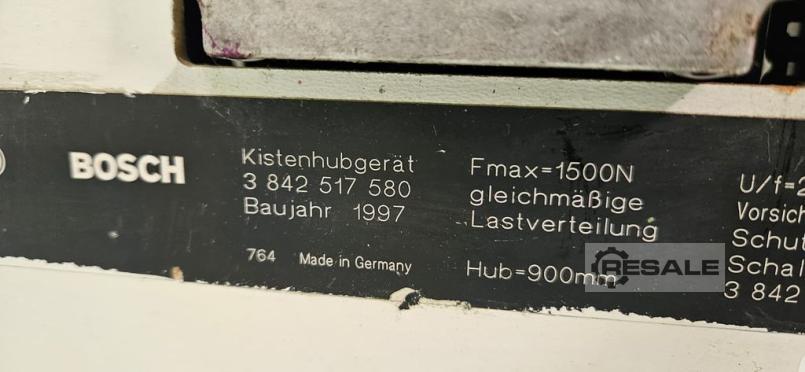 BOSCH
Kistenhubgerät
3 842 517 580
Baujahr 1997
764 Made in Germany
Fmax=1500N
gleichmäßige
Lastverteilung
Hub=900mm
U/f=2
Vorsich
Schut
Schal
3 842
RESALE